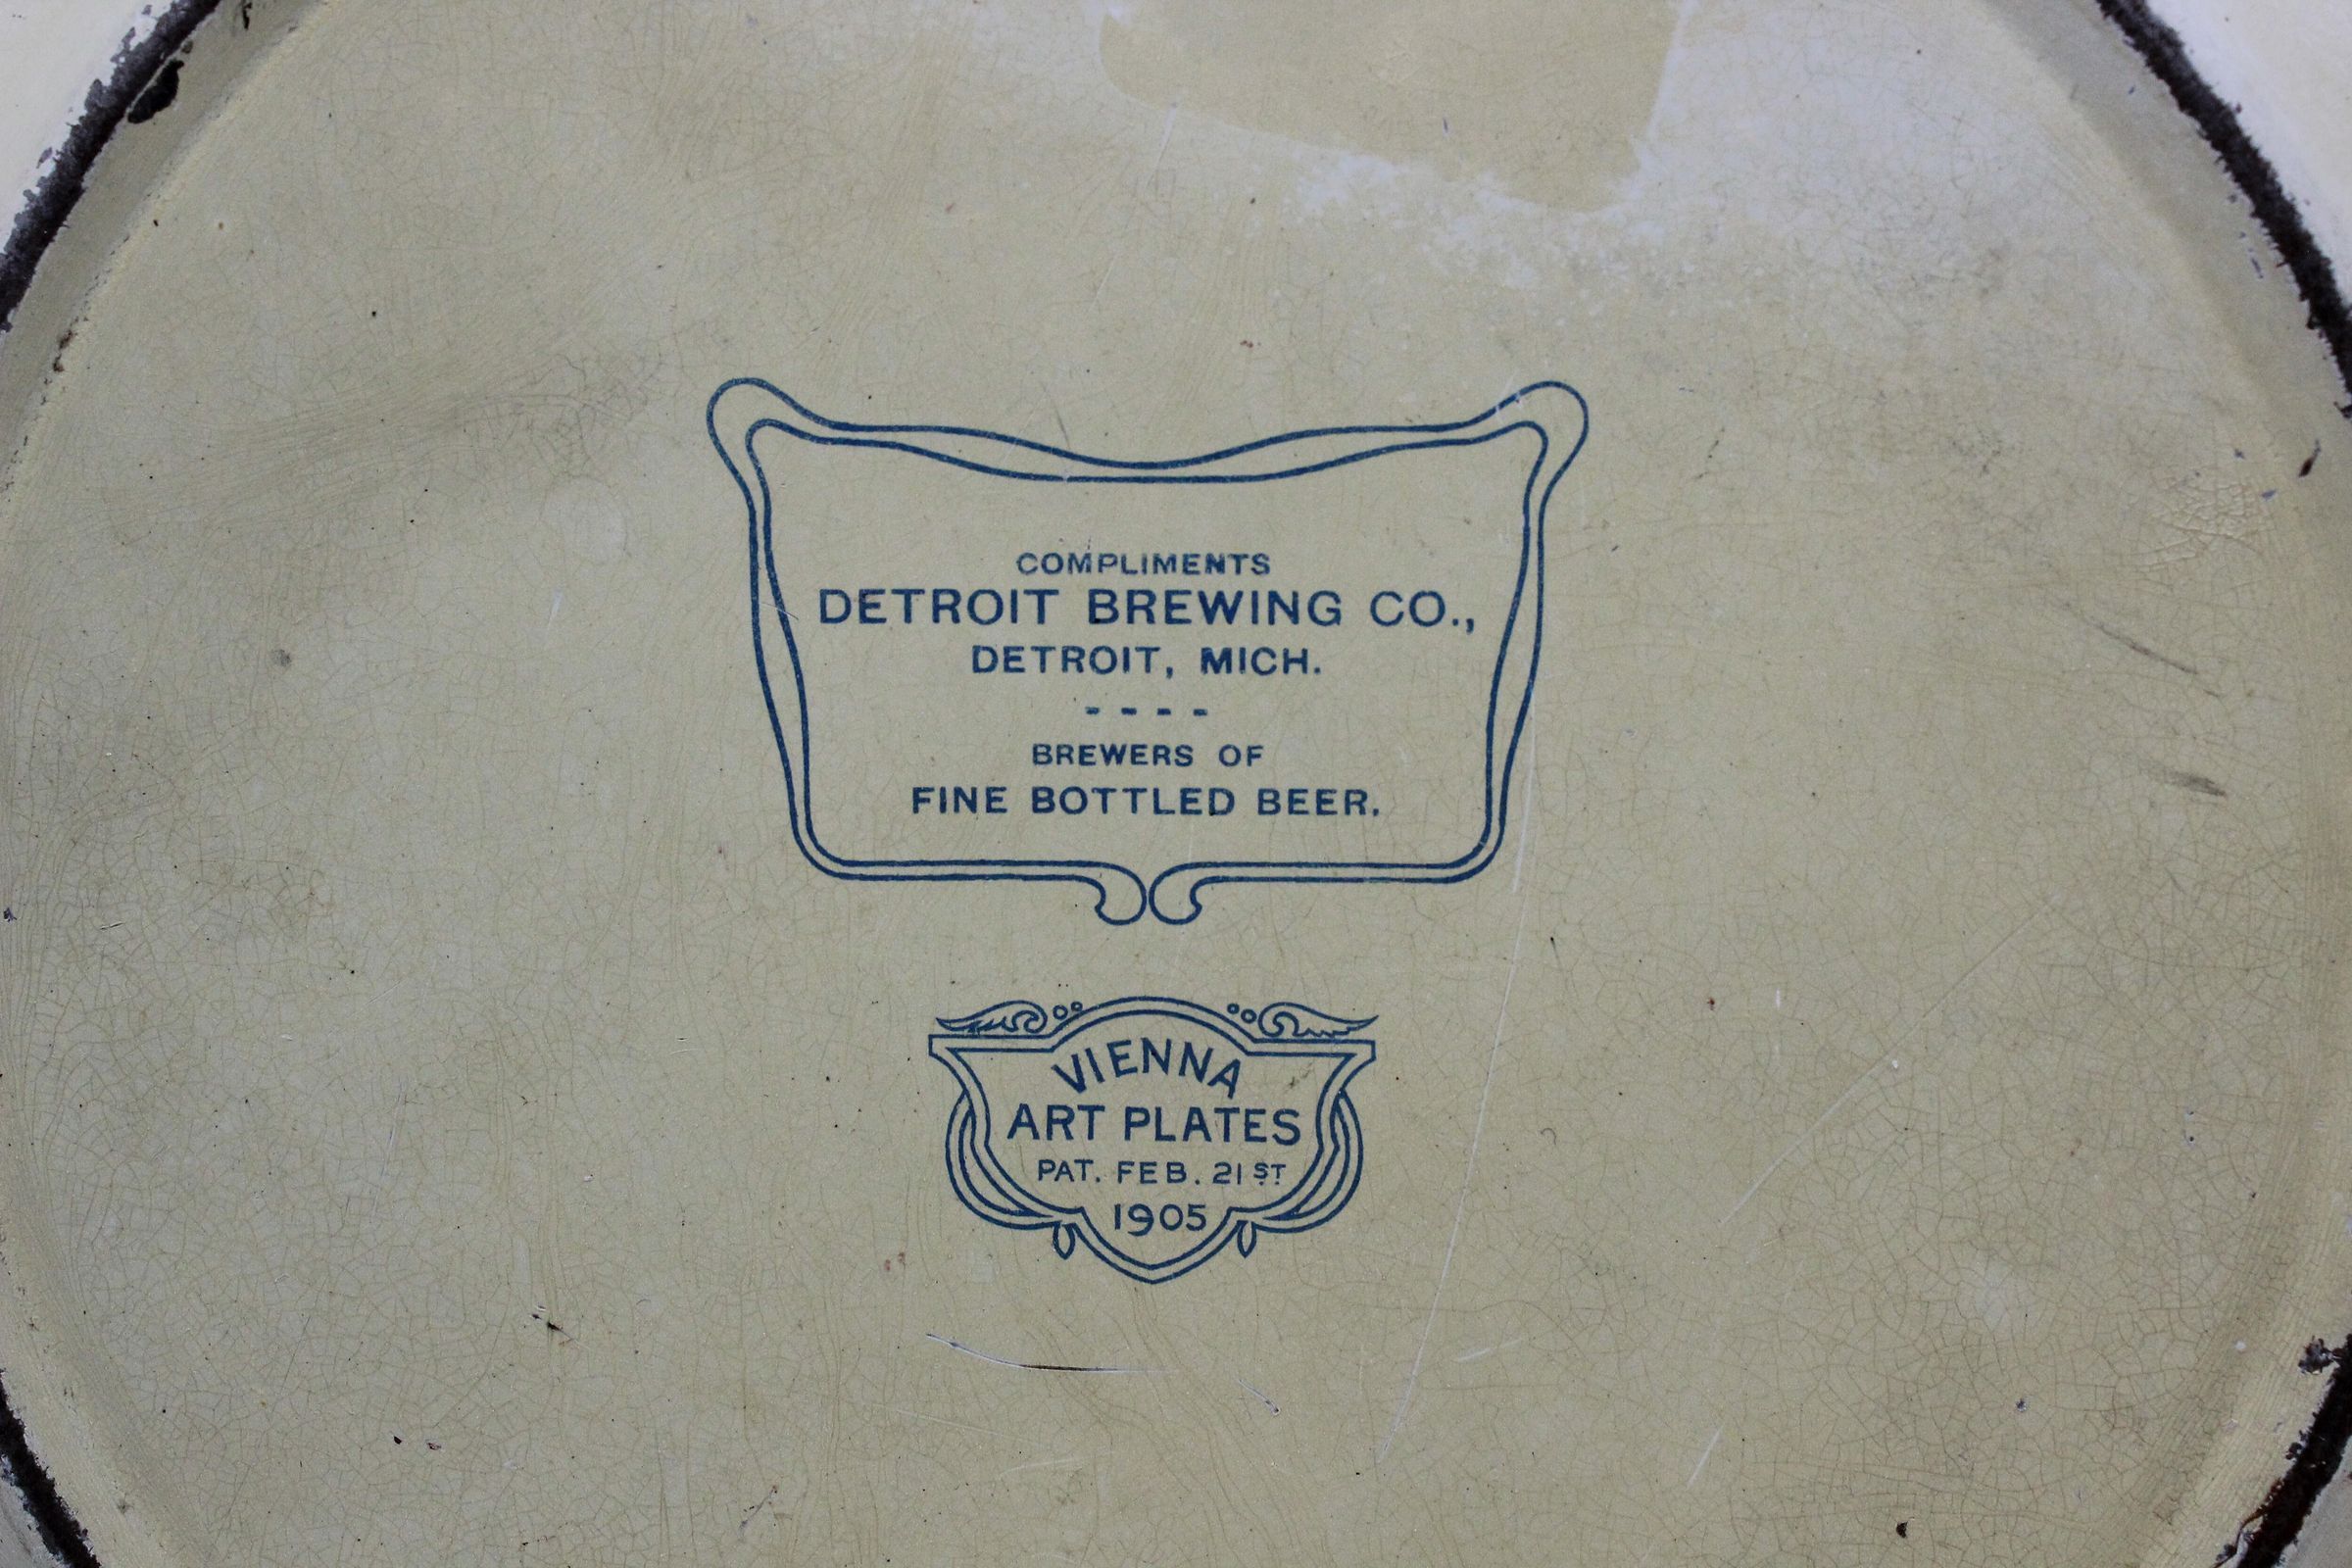 COMPLIMENTS
DETROIT BREWING CO.,
DETROIT, MICH.
- - - -
BREWERS OF
FINE BOTTLED BEER.
VIENNA
ART PLATES
PAT. FEB. 21ST
1905